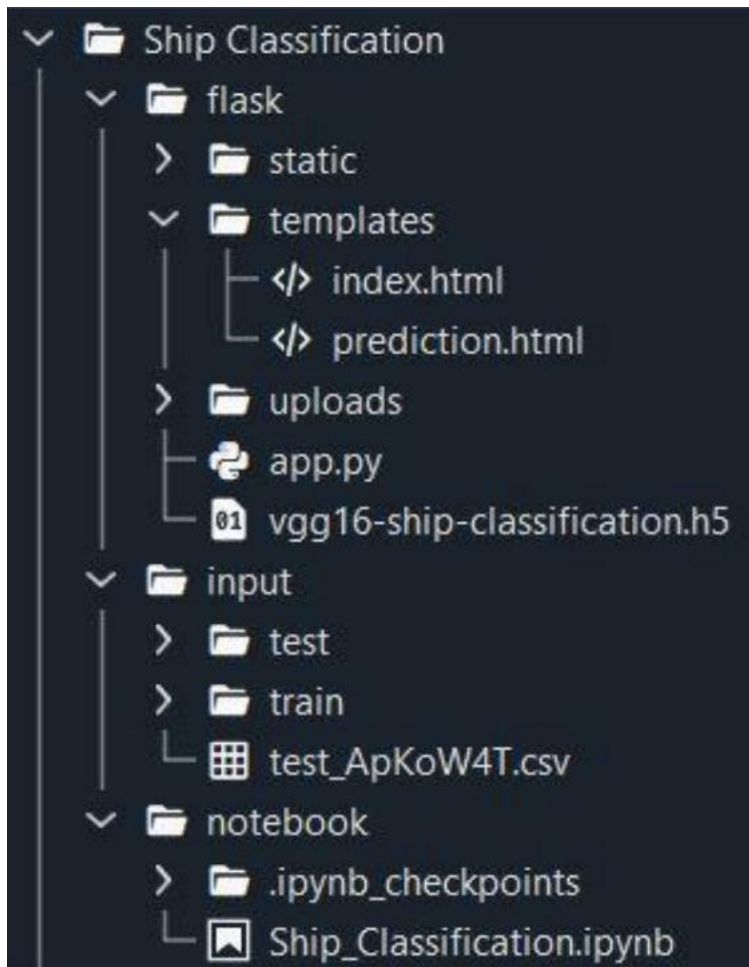 Ship Classification
flask
static
templates
</> index.html
</> prediction.html
uploads
app.py
01 vgg16-ship-classification.h5
input
test
train
test_ApKoW4T.csv
notebook
.ipynb_checkpoints
Ship_Classification.ipynb